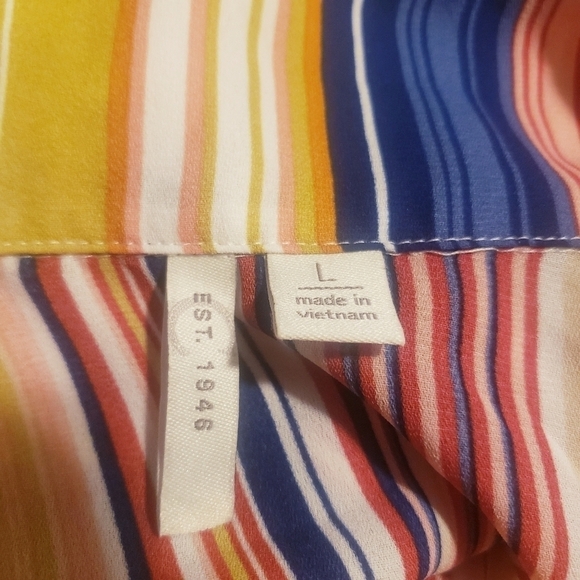 EST. 1946
L
made in
vietnam